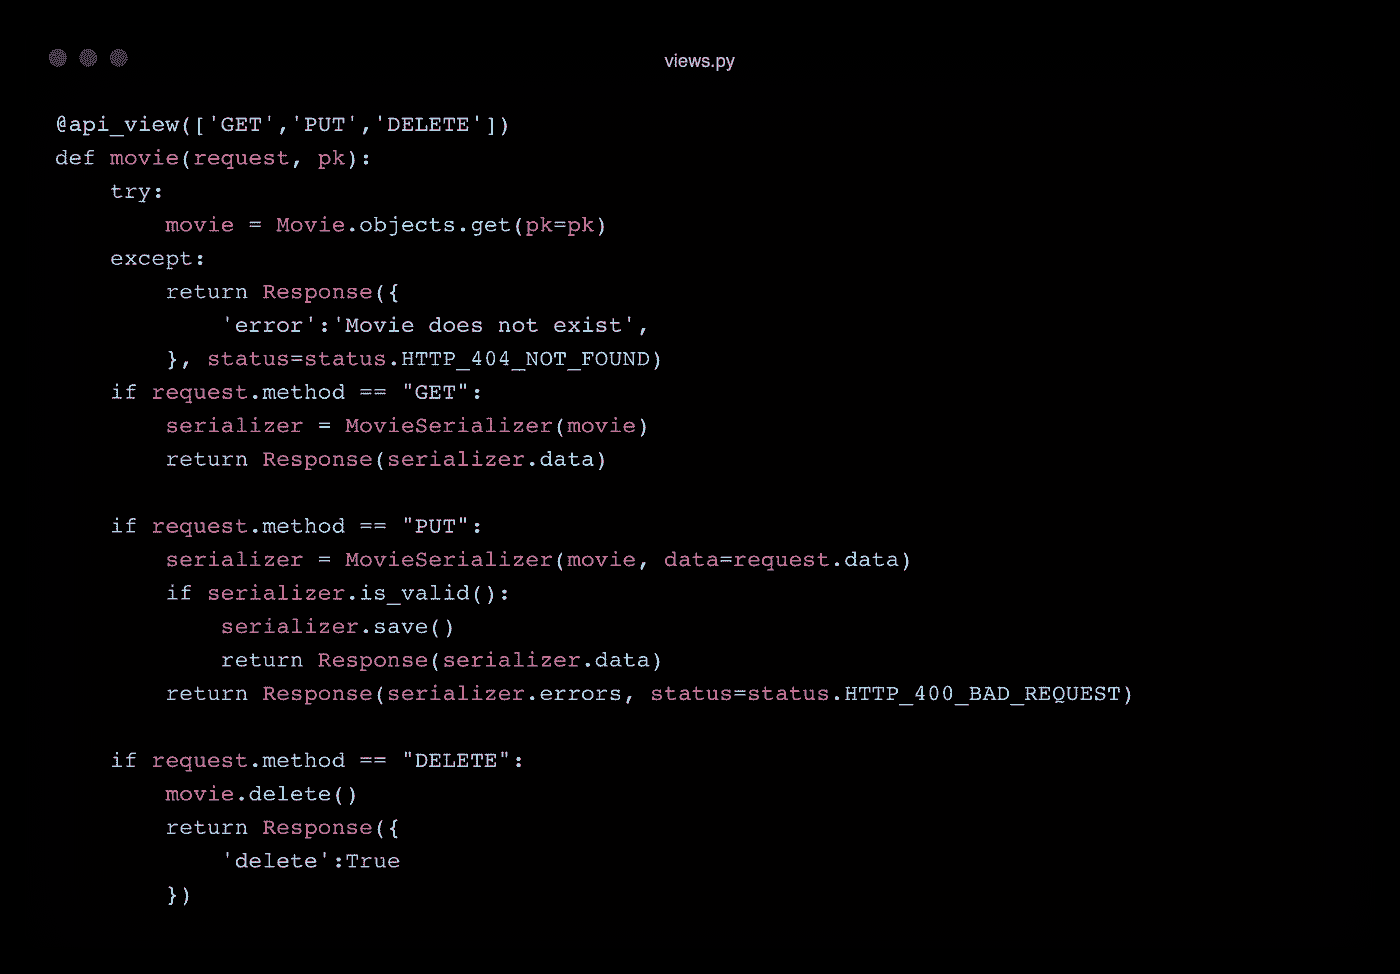 views.py
@api_view(['GET','PUT','DELETE'])
def movie(request, pk):
    try:
        movie = Movie.objects.get(pk=pk)
    except:
        return Response({
            'error':'Movie does not exist',
        }, status=status.HTTP_404_NOT_FOUND)
    if request.method == "GET":
        serializer = MovieSerializer(movie)
        return Response(serializer.data)

    if request.method == "PUT":
        serializer = MovieSerializer(movie, data=request.data)
        if serializer.is_valid():
            serializer.save()
            return Response(serializer.data)
        return Response(serializer.errors, status=status.HTTP_400_BAD_REQUEST)

    if request.method == "DELETE":
        movie.delete()
        return Response({
            'delete':True
        })